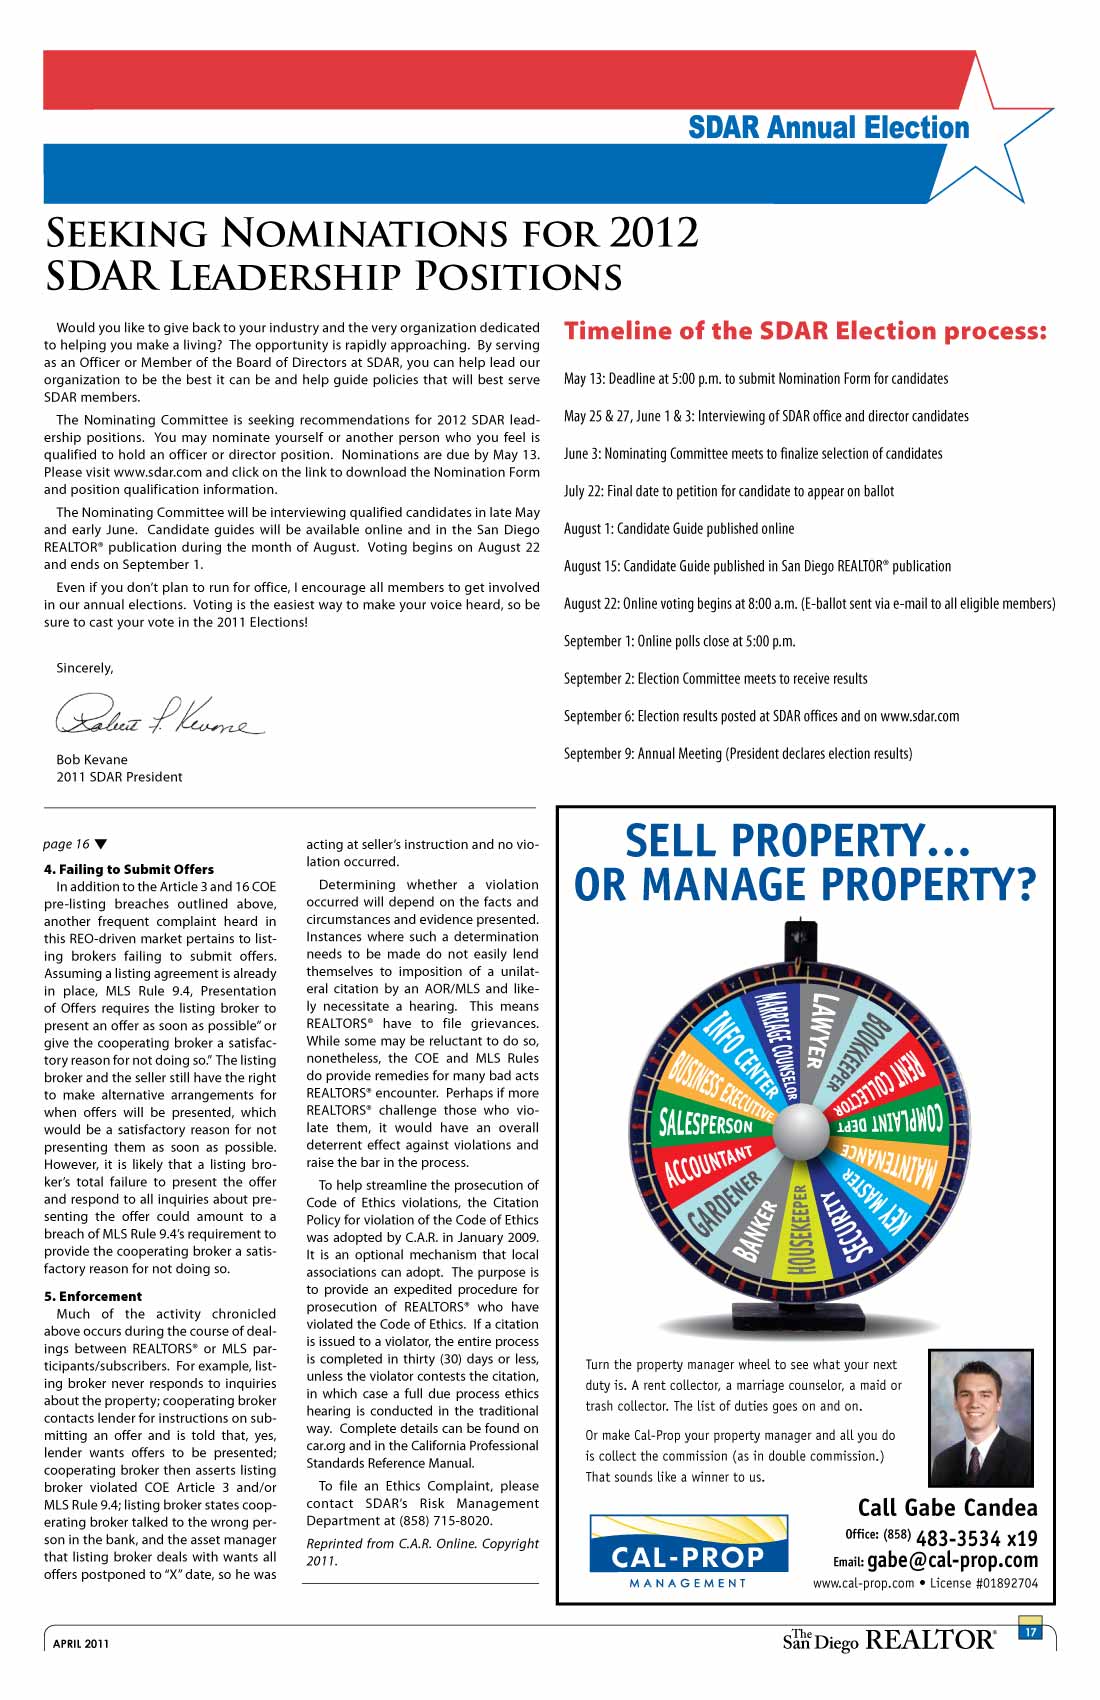 SDAR Annual Election
SEEKING NOMINATIONS FOR 2012
SDAR LEADERSHIP POSITIONS
Would you like to give back to your industry and the very organization dedicated
to helping you make a living? The opportunity is rapidly approaching. By serving
as an Officer or Member of the Board of Directors at SDAR, you can help lead our
organization to be the best it can be and help guide policies that will best serve
SDAR members.
The Nominating Committee is seeking recommendations for 2012 SDAR lead-
ership positions. You may nominate yourself or another person who you feel is
qualified to hold an officer or director position. Nominations are due by May 13.
Please visit www.sdar.com and click on the link to download the Nomination Form
and position qualification information.
The Nominating Committee will be interviewing qualified candidates in late May
and early June. Candidate guides will be available online and in the San Diego
REALTOR® publication during the month of August. Voting begins on August 22
and ends on September 1.
Even if you don't plan to run for office, I encourage all members to get involved
in our annual elections. Voting is the easiest way to make your voice heard, so be
sure to cast your vote in the 2011 Elections!
Sincerely,
Robert F. Kevane
Bob Kevane
2011 SDAR President
Timeline of the SDAR Election process:
May 13: Deadline at 5:00 p.m. to submit Nomination Form for candidates
May 25 & 27, June 1 & 3: Interviewing of SDAR office and director candidates
June 3: Nominating Committee meets to finalize selection of candidates
July 22: Final date to petition for candidate to appear on ballot
August 1: Candidate Guide published online
August 15: Candidate Guide published in San Diego REALTOR® publication
August 22: Online voting begins at 8:00 a.m. (E-ballot sent via e-mail to all eligible members)
September 1: Online polls close at 5:00 p.m.
September 2: Election Committee meets to receive results
September 6: Election results posted at SDAR offices and on www.sdar.com
September 9: Annual Meeting (President declares election results)
page 16 ▼
4. Failing to Submit Offers
In addition to the Article 3 and 16 COE
pre-listing breaches outlined above,
another frequent complaint heard in
this REO-driven market pertains to list-
ing brokers failing to submit offers.
Assuming a listing agreement is already
in place, MLS Rule 9.4, Presentation
of Offers requires the listing broker to
present an offer as soon as possible" or
give the cooperating broker a satisfac-
tory reason for not doing so." The listing
broker and the seller still have the right
to make alternative arrangements for
when offers will be presented, which
would be a satisfactory reason for not
presenting them as soon as possible.
However, it is likely that a listing bro-
ker's total failure to present the offer
and respond to all inquiries about pre-
senting the offer could amount to a
breach of MLS Rule 9.4's requirement to
provide the cooperating broker a satis-
factory reason for not doing so.
5. Enforcement
Much of the activity chronicled
above occurs during the course of deal-
ings between REALTORS® or MLS par-
ticipants/subscribers. For example, list-
ing broker never responds to inquiries
about the property; cooperating broker
contacts lender for instructions on sub-
mitting an offer and is told that, yes,
lender wants offers to be presented;
cooperating broker then asserts listing
broker violated COE Article 3 and/or
MLS Rule 9.4; listing broker states coop-
erating broker talked to the wrong per-
son in the bank, and the asset manager
that listing broker deals with wants all
offers postponed to "X" date, so he was
acting at seller's instruction and no vio-
lation occurred.
Determining whether a violation
occurred will depend on the facts and
circumstances and evidence presented.
Instances where such a determination
needs to be made do not easily lend
themselves to imposition of a unilat-
eral citation by an AOR/MLS and like-
ly necessitate a hearing. This means
REALTORS® have to file grievances.
While some may be reluctant to do so,
nonetheless, the COE and MLS Rules
do provide remedies for many bad acts
REALTORS® encounter. Perhaps if more
REALTORS® challenge those who vio-
late them, it would have an overall
deterrent effect against violations and
raise the bar in the process.
To help streamline the prosecution of
Code of Ethics violations, the Citation
Policy for violation of the Code of Ethics
was adopted by C.A.R. in January 2009.
It is an optional mechanism that local
associations can adopt. The purpose is
to provide an expedited procedure for
prosecution of REALTORS® who have
violated the Code of Ethics. If a citation
is issued to a violator, the entire process
is completed in thirty (30) days or less,
unless the violator contests the citation,
in which case a full due process ethics
hearing is conducted in the traditional
way. Complete details can be found on
car.org and in the California Professional
Standards Reference Manual.
To file an Ethics Complaint, please
contact SDAR's Risk Management
Department at (858) 715-8020.
Reprinted from C.A.R. Online. Copyright
2011.
SELL PROPERTY...
OR MANAGE PROPERTY?
LAWYER
BOOKKEEPER
RENT COLLECTOR
COMPLAINT DEPT
MAINTENANCE
KEY MASTER
SECURITY
HOUSEKEEPER
BANKER
GARDENER
ACCOUNTANT
SALESPERSON
BUSINESS EXECUTIVE
INFO CENTER
MARRIAGE COUNSELOR
Turn the property manager wheel to see what your next
duty is. A rent collector, a marriage counselor, a maid or
trash collector. The list of duties goes on and on.
Or make Cal-Prop your property manager and all you do
is collect the commission (as in double commission.)
That sounds like a winner to us.
CAL-PROP
MANAGEMENT
Call Gabe Candea
Office: (858) 483-3534 x19
Email: gabe@cal-prop.com
www.cal-prop.com • License #01892704
APRIL 2011
The San Diego REALTOR®
17